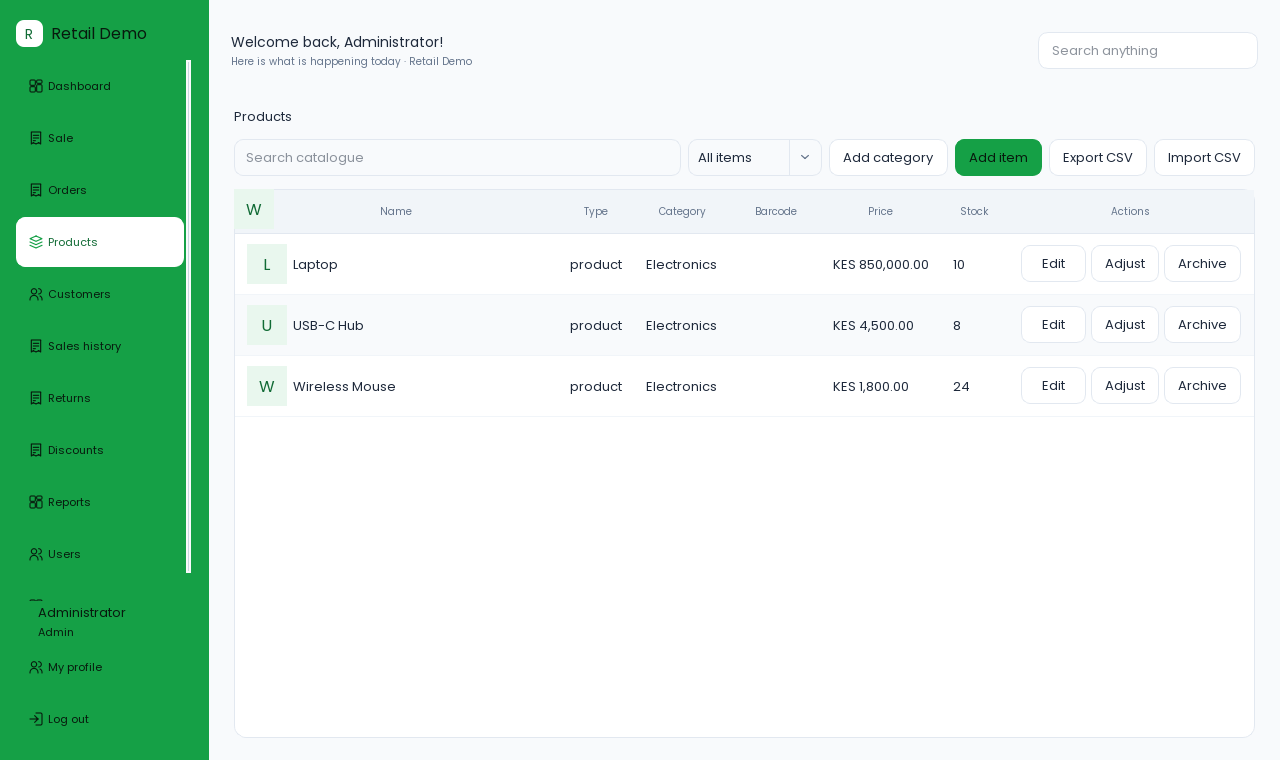 R Retail Demo
Dashboard
Sale
Orders
Products
Customers
Sales history
Returns
Discounts
Reports
Users
Administrator
Admin
My profile
Log out
Welcome back, Administrator!
Here is what is happening today · Retail Demo
Search anything
Products
Search catalogue
All items
Add category
Add item
Export CSV
Import CSV
W Name Type Category Barcode Price Stock Actions
L Laptop product Electronics KES 850,000.00 10 Edit Adjust Archive
U USB-C Hub product Electronics KES 4,500.00 8 Edit Adjust Archive
W Wireless Mouse product Electronics KES 1,800.00 24 Edit Adjust Archive